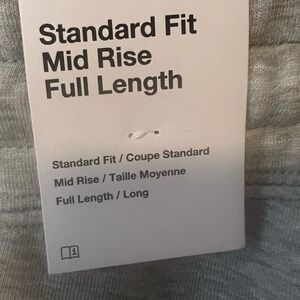 Standard Fit
Mid Rise
Full Length
Standard Fit / Coupe Standard
Mid Rise / Taille Moyenne
Full Length / Long